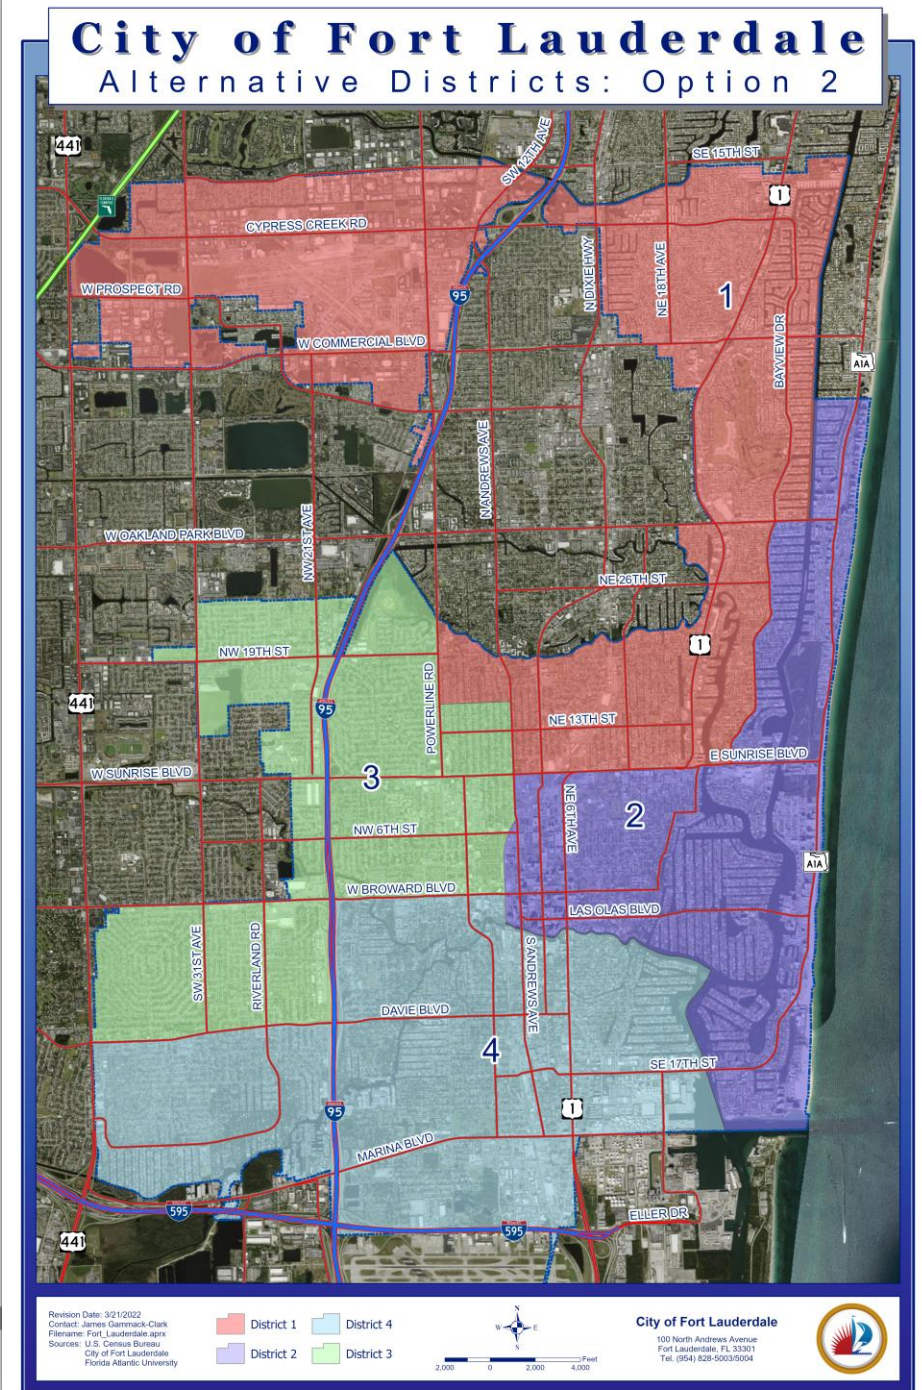 City of Fort Lauderdale
Alternative Districts: Option 2
441
SW 12TH AVE
SE 15TH ST
1
CYPRESS CREEK RD
N DIXIE HWY
NE 18TH AVE
W PROSPECT RD
95
1
W COMMERCIAL BLVD
BAYVIEW DR
A1A
N ANDREWS AVE
W OAKLAND PARK BLVD
NW 21ST AVE
NE 26TH ST
NW 19TH ST
1
441
95
POWERLINE RD
NE 13TH ST
E SUNRISE BLVD
W SUNRISE BLVD
3
NE 6TH AVE
2
NW 6TH ST
A1A
W BROWARD BLVD
LAS OLAS BLVD
SW 31ST AVE
RIVERLAND RD
S ANDREWS AVE
DAVIE BLVD
4
SE 17TH ST
95
1
MARINA BLVD
595
ELLER DR
441
595
Revision Date: 3/21/2022
Contact: James Gammack-Clark
Filename: Fort_Lauderdale.aprx
Sources: U.S. Census Bureau
City of Fort Lauderdale
Florida Atlantic University
District 1
District 4
District 2
District 3
N
W
E
S
Feet
2,000
0
2,000
4,000
City of Fort Lauderdale
100 North Andrews Avenue
Fort Lauderdale, FL 33301
Tel. (954) 828-5003/5004